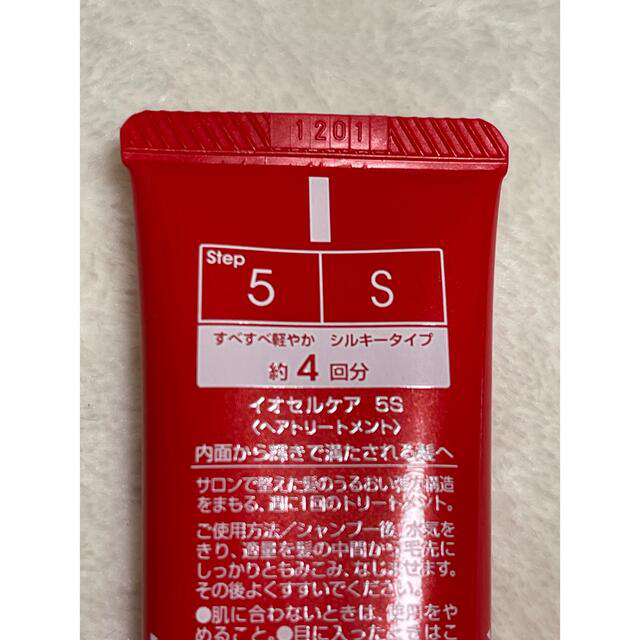 1201
Step 5 S
すべすべ軽やか シルキータイプ
約4回分
イオセルケア 5S
〈ヘアトリートメント〉
内面から輝きで満たされる髪へ
サロンで整えた髪のうるおい 構造
をまもる、週に1回のトリートメント。
ご使用方法/シャンプー後、水気を
きり、適量を髪の中間から毛先に
しっかりともみこみ、なじませます。
その後よくすすいでください。
●肌に合わないときは、使用をや
めること。●目に入ったときはこ